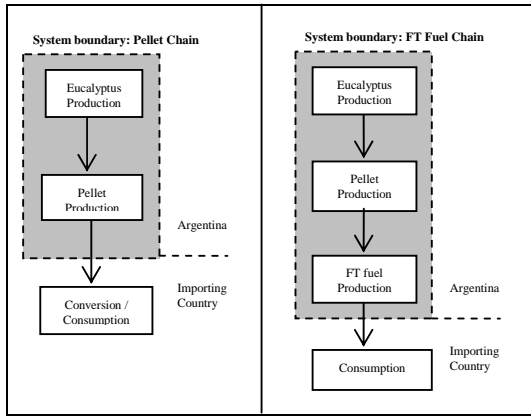 System boundary: Pellet Chain
Eucalyptus
Production
Pellet
Production
Argentina
Importing
Country
Conversion /
Consumption
System boundary: FT Fuel Chain
Eucalyptus
Production
Pellet
Production
FT fuel
Production
Argentina
Importing
Country
Consumption